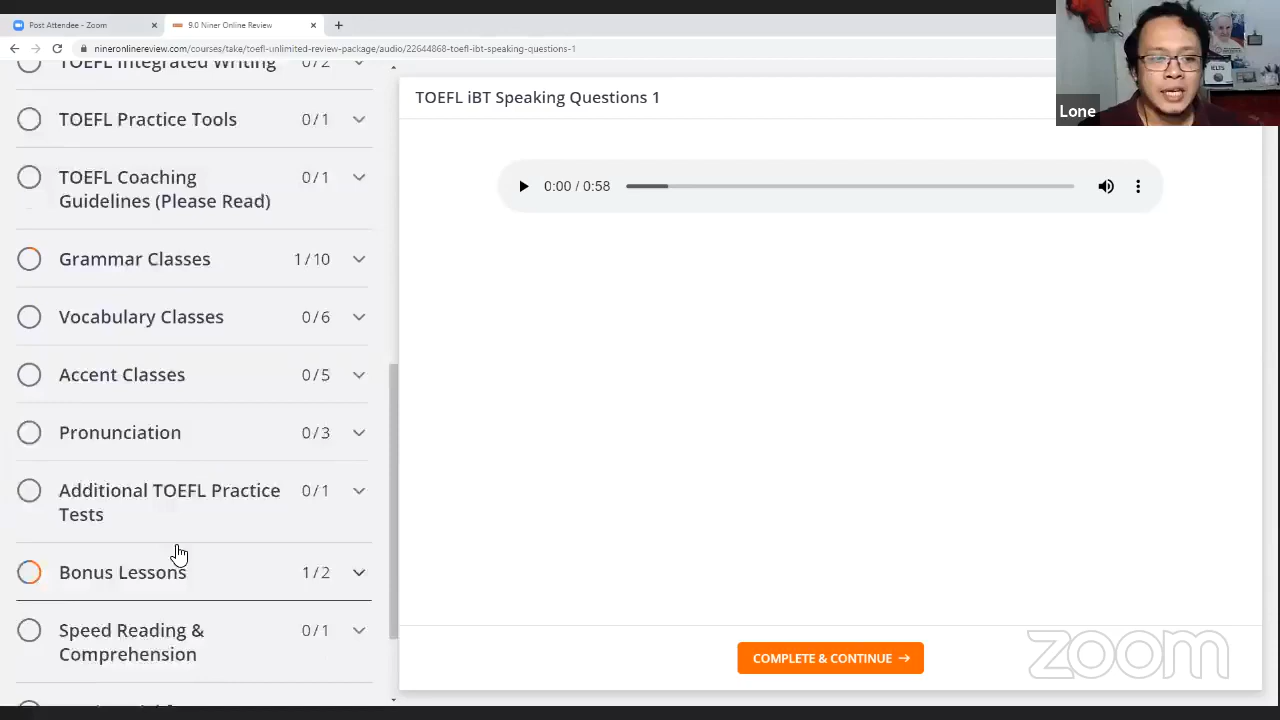 Post Attendee - Zoom
9.0 Niner Online Review
nineronlinereview.com/courses/take/toefl-unlimited-review-package/audio/22644868-toefl-ibt-speaking-questions-1
TOEFL Integrated Writing 0 / 2
TOEFL Practice Tools 0 / 1
TOEFL Coaching
Guidelines (Please Read) 0 / 1
Grammar Classes 1 / 10
Vocabulary Classes 0 / 6
Accent Classes 0 / 5
Pronunciation 0 / 3
Additional TOEFL Practice
Tests 0 / 1
Bonus Lessons 1 / 2
Speed Reading &
Comprehension 0 / 1
TOEFL iBT Speaking Questions 1
0:00 / 0:58
COMPLETE & CONTINUE →
Lone
IELTS
zoom